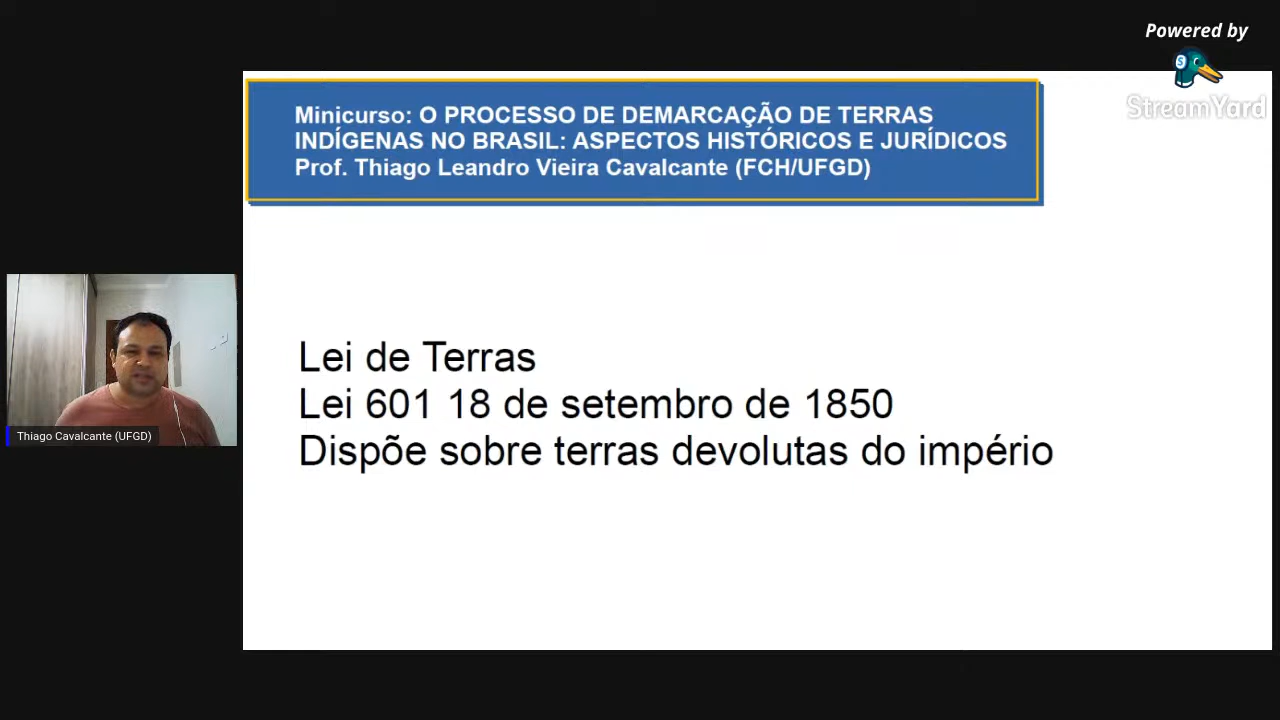 Powered by
StreamYard
Minicurso: O PROCESSO DE DEMARCAÇÃO DE TERRAS
INDÍGENAS NO BRASIL: ASPECTOS HISTÓRICOS E JURÍDICOS
Prof. Thiago Leandro Vieira Cavalcante (FCH/UFGD)
Lei de Terras
Lei 601 18 de setembro de 1850
Dispõe sobre terras devolutas do império
Thiago Cavalcante (UFGD)